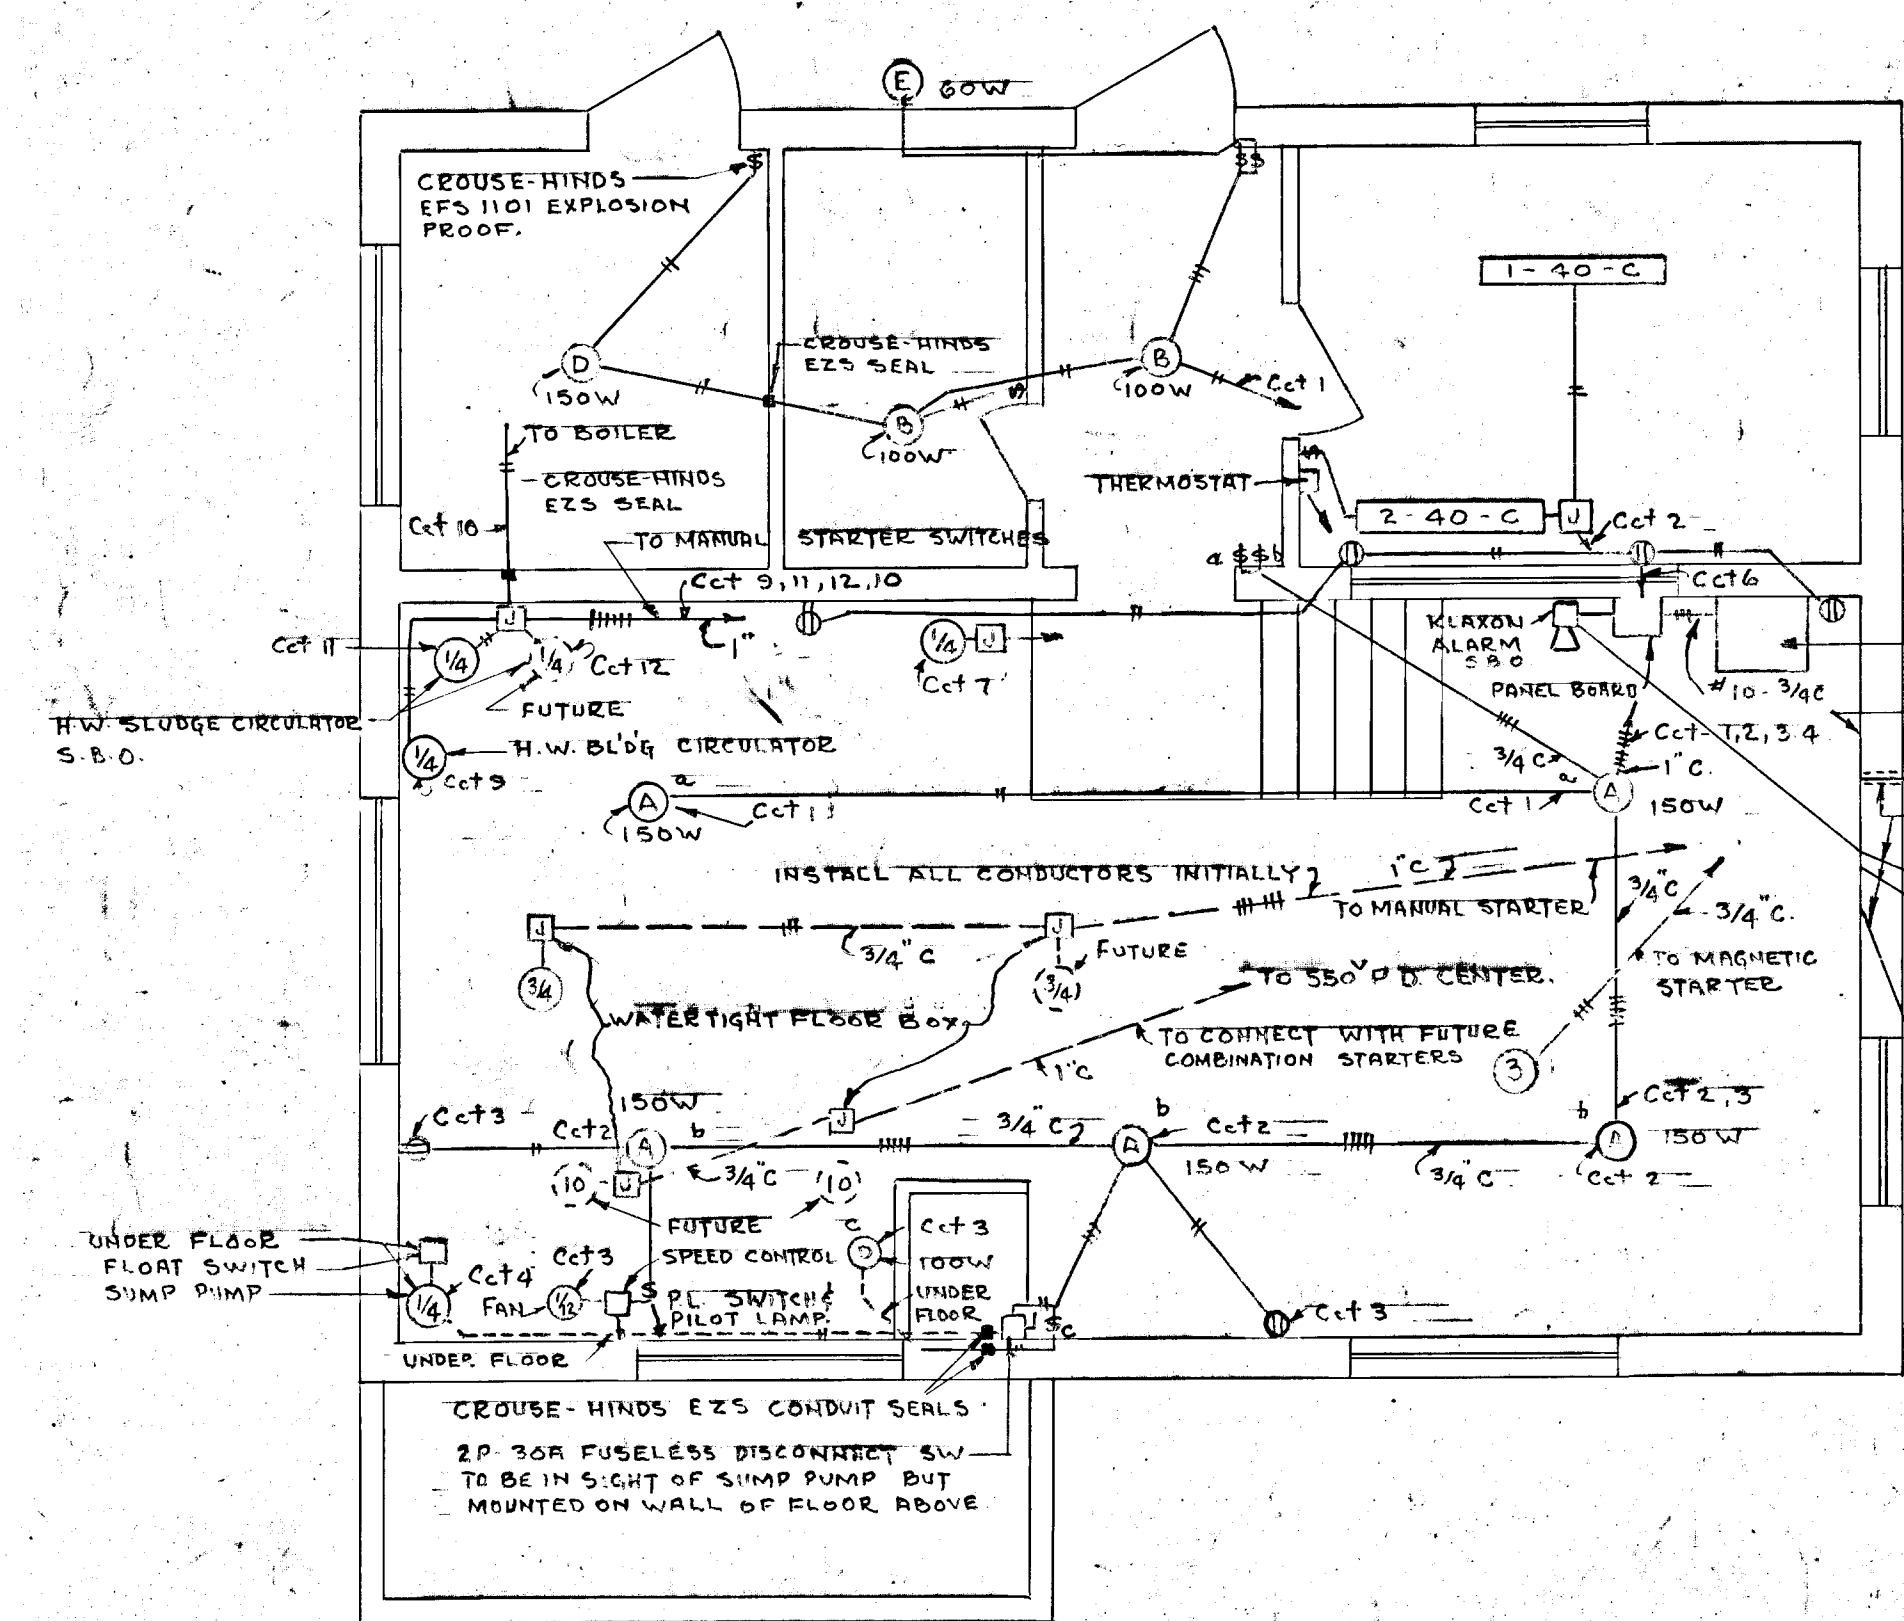 E 60W
CROUSE-HINDS
EFS 1101 EXPLOSION
PROOF.
$
$$
1-40-C
CROUSE-HINDS
EZS SEAL
D
150W
B
100W
B
100W
Cct 1
TO BOILER
CROUSE-HINDS
EZS SEAL
Cct 10
THERMOSTAT
2-40-C
J
Cct 2
TO MANUAL STARTER SWITCHES
a $$b
Cct 9,11,12,10
Cct 6
J
1"
Cct 11
1/4
1/4
Cct 12
1/4
J
Cct 7
KLAXON
ALARM
S B O
PANEL BOARD
#10-3/4C
FUTURE
H.W. SLUDGE CIRCULATOR
S.B.O.
H.W. BL'D'G CIRCULATOR
1/4
Cct 9
Cct-1,2,3.4
3/4 C
a
1" C.
A
a
150W
Cct 1
Cct 1
A
150W
INSTALL ALL CONDUCTORS INITIALLY
1"C
TO MANUAL STARTER
3/4"C
3/4"C.
J
3/4"C
J
FUTURE
3/4
(3/4)
TO MAGNETIC
STARTER
TO 550V P D. CENTER.
WATERTIGHT FLOOR BOX
TO CONNECT WITH FUTURE
COMBINATION STARTERS
1"C
3
150W
J
Cct 3
Cct 2
A
b
3/4"C
b
A
Cct 2
150W
3/4"C
b
A
Cct 2,3
150W
Cct 2
10
J
3/4"C
10
FUTURE
UNDER FLOOR
FLOAT SWITCH
SUMP PUMP
1/4
Cct 4
FAN
1/12
Cct 3
SPEED CONTROL
$
P.L. SWITCH &
PILOT LAMP.
c
Cct 3
100W
UNDER
FLOOR
$c
Cct 3
UNDER FLOOR
CROUSE-HINDS EZS CONDUIT SEALS
2P-30A FUSELESS DISCONNECT SW
TO BE IN SIGHT OF SUMP PUMP BUT
MOUNTED ON WALL OF FLOOR ABOVE